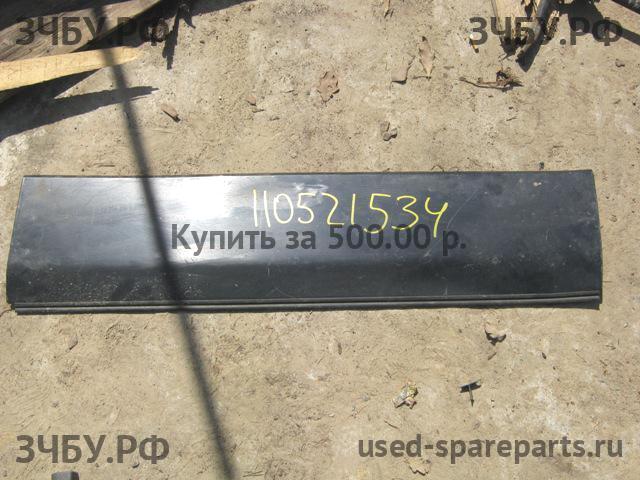 ЗЧБУ.РФ ЗЧБУ.РФ
110521534
Купить за 500.00 р.
ЗЧБУ.РФ used-spareparts.ru